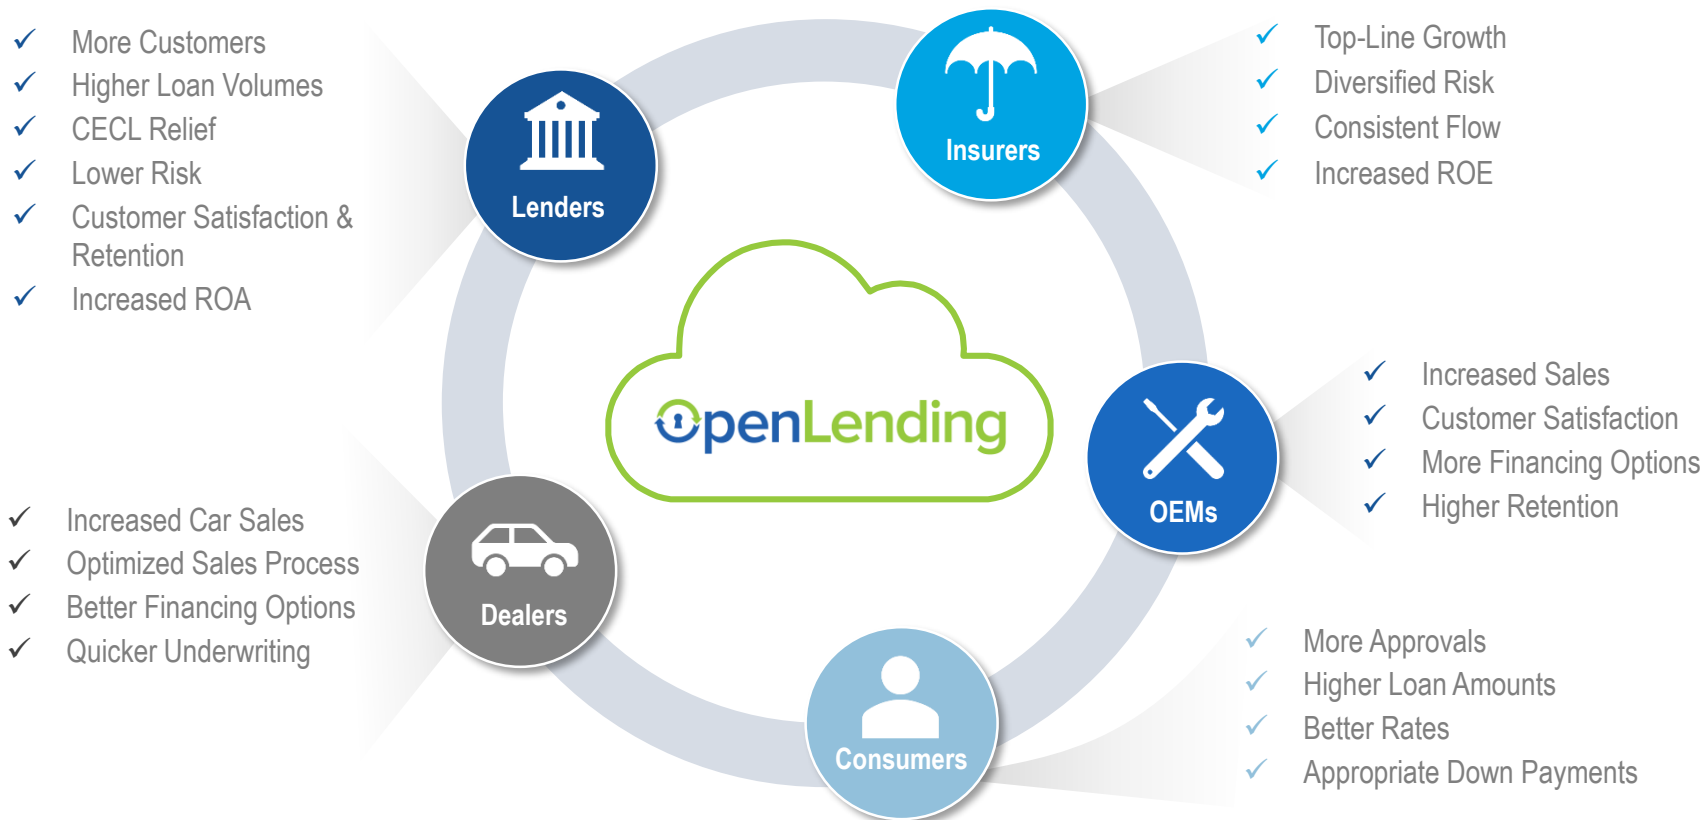 More Customers
Higher Loan Volumes
CECL Relief
Lower Risk
Customer Satisfaction &
Retention
Increased ROA
Lenders
Insurers
Top-Line Growth
Diversified Risk
Consistent Flow
Increased ROE
OpenLending
OEMs
Increased Sales
Customer Satisfaction
More Financing Options
Higher Retention
Increased Car Sales
Optimized Sales Process
Better Financing Options
Quicker Underwriting
Dealers
Consumers
More Approvals
Higher Loan Amounts
Better Rates
Appropriate Down Payments